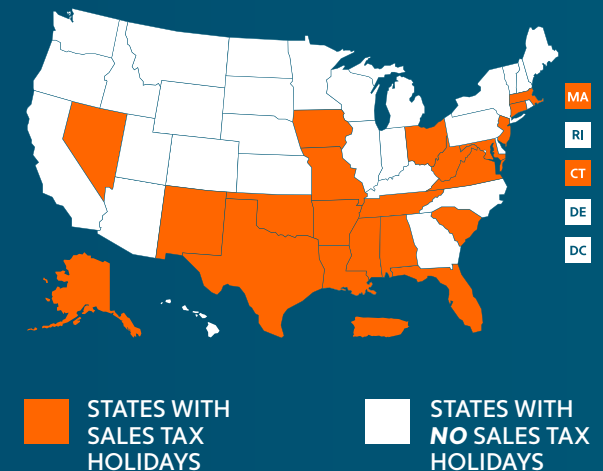 MA
RI
CT
DE
DC
STATES WITH
SALES TAX
HOLIDAYS
STATES WITH
NO SALES TAX
HOLIDAYS